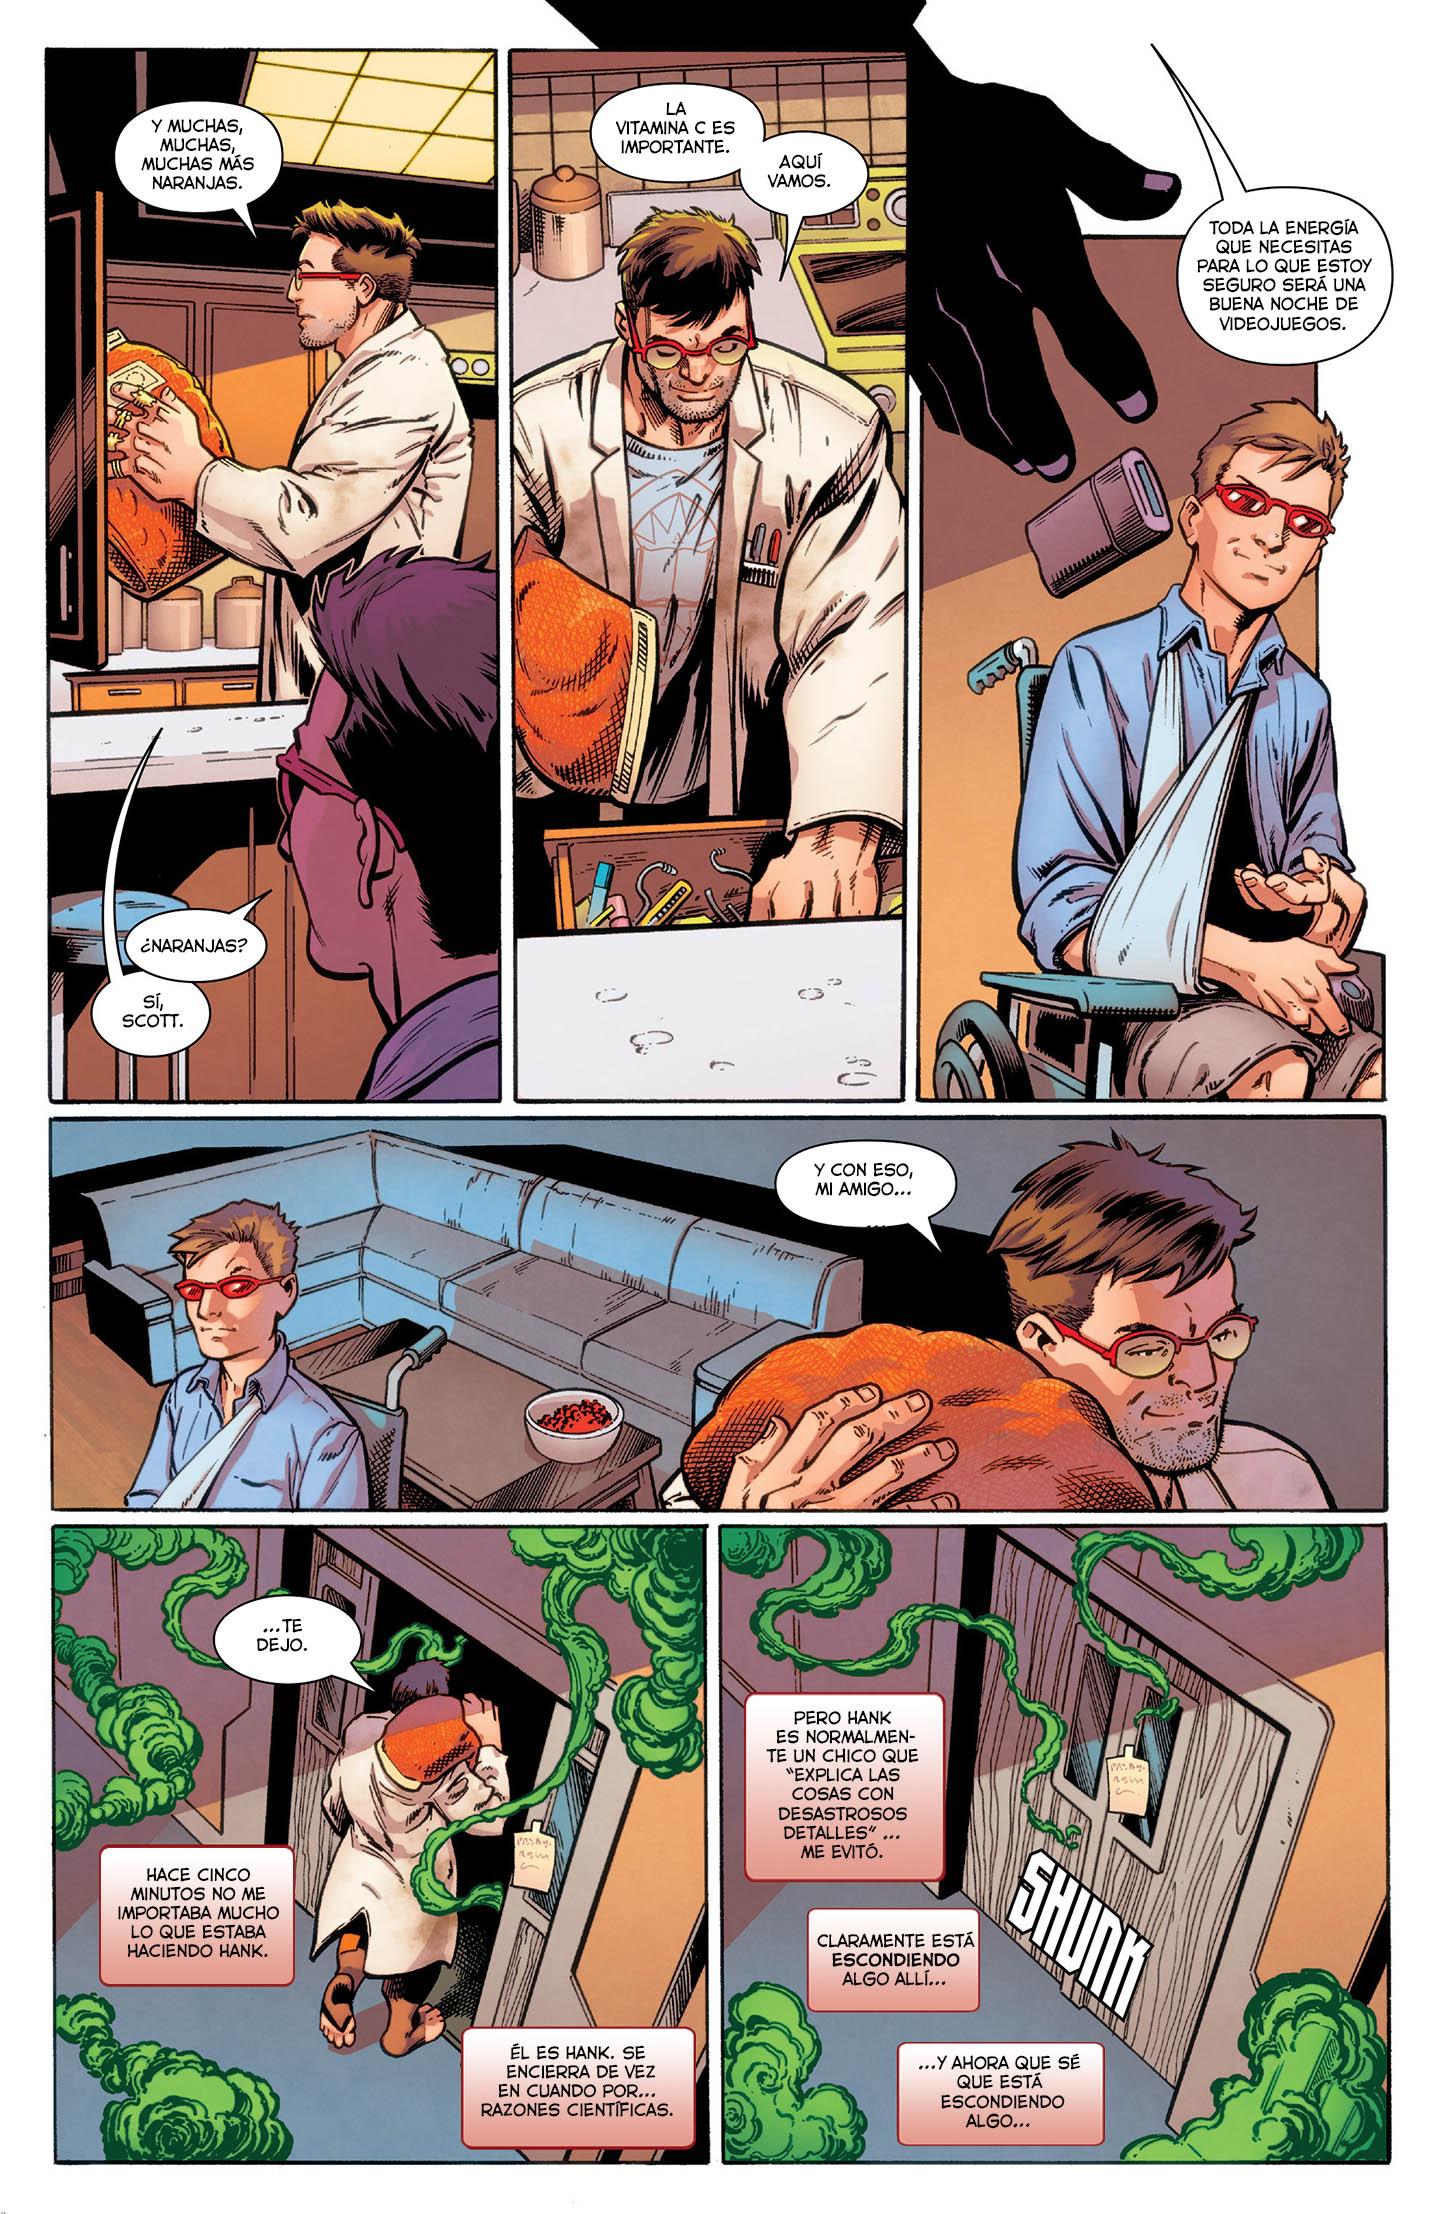 Y MUCHAS,
MUCHAS,
MUCHAS MÁS
NARANJAS.
¿NARANJAS?
SÍ,
SCOTT.
LA
VITAMINA C ES
IMPORTANTE.
AQUÍ
VAMOS.
TODA LA ENERGÍA
QUE NECESITAS
PARA LO QUE ESTOY
SEGURO SERÁ UNA
BUENA NOCHE DE
VIDEOJUEGOS.
Y CON ESO,
MI AMIGO...
...TE
DEJO.
HACE CINCO
MINUTOS NO ME
IMPORTABA MUCHO
LO QUE ESTABA
HACIENDO HANK.
ÉL ES HANK. SE
ENCIERRA DE VEZ
EN CUANDO POR...
RAZONES CIENTÍFICAS.
PERO HANK
ES NORMALMEN-
TE UN CHICO QUE
“EXPLICA LAS
COSAS CON
DESASTROSOS
DETALLES” ...
ME EVITÓ.
SHUNK
CLARAMENTE ESTÁ
ESCONDIENDO
ALGO ALLÍ...
...Y AHORA QUE SÉ
QUE ESTÁ
ESCONDIENDO
ALGO...